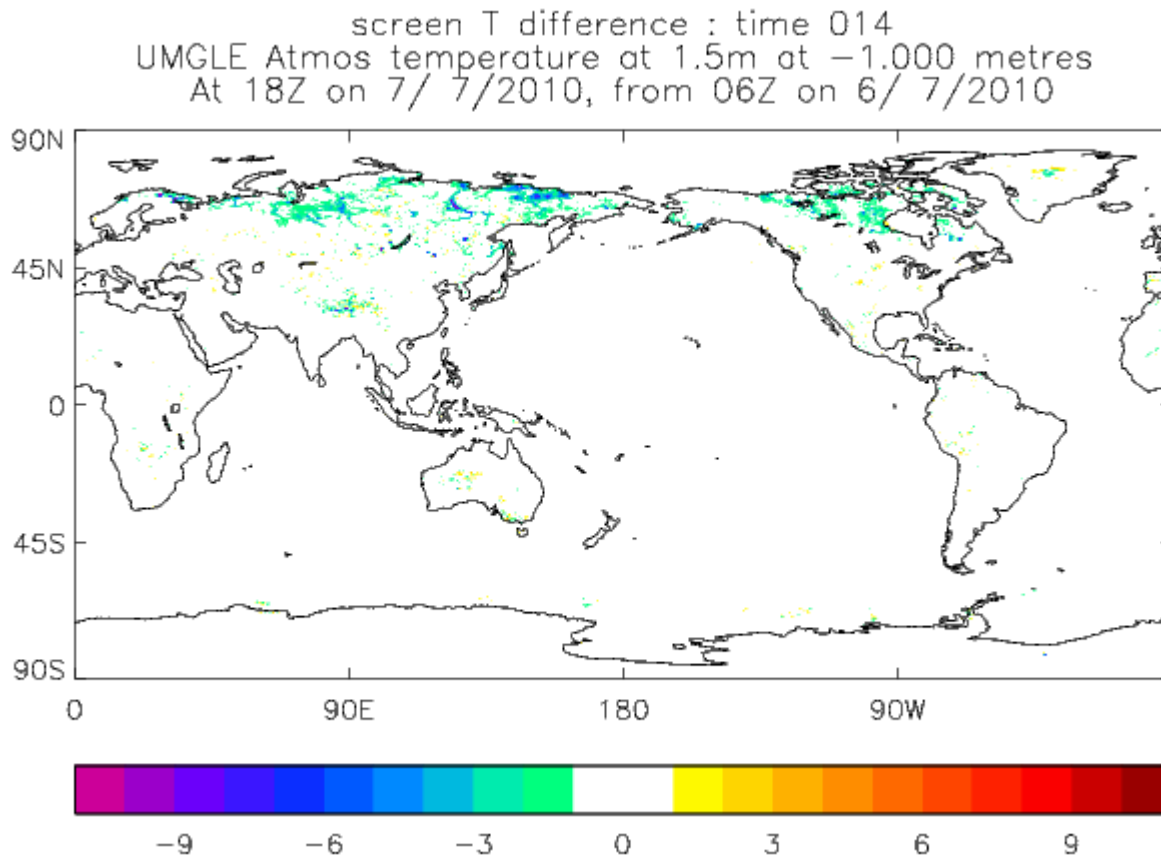 screen T difference : time 014
UMGLE Atmos temperature at 1.5m at −1.000 metres
At 18Z on 7/ 7/2010, from 06Z on 6/ 7/2010
90N
45N
0
45S
90S
0 90E 180 90W
−9 −6 −3 0 3 6 9